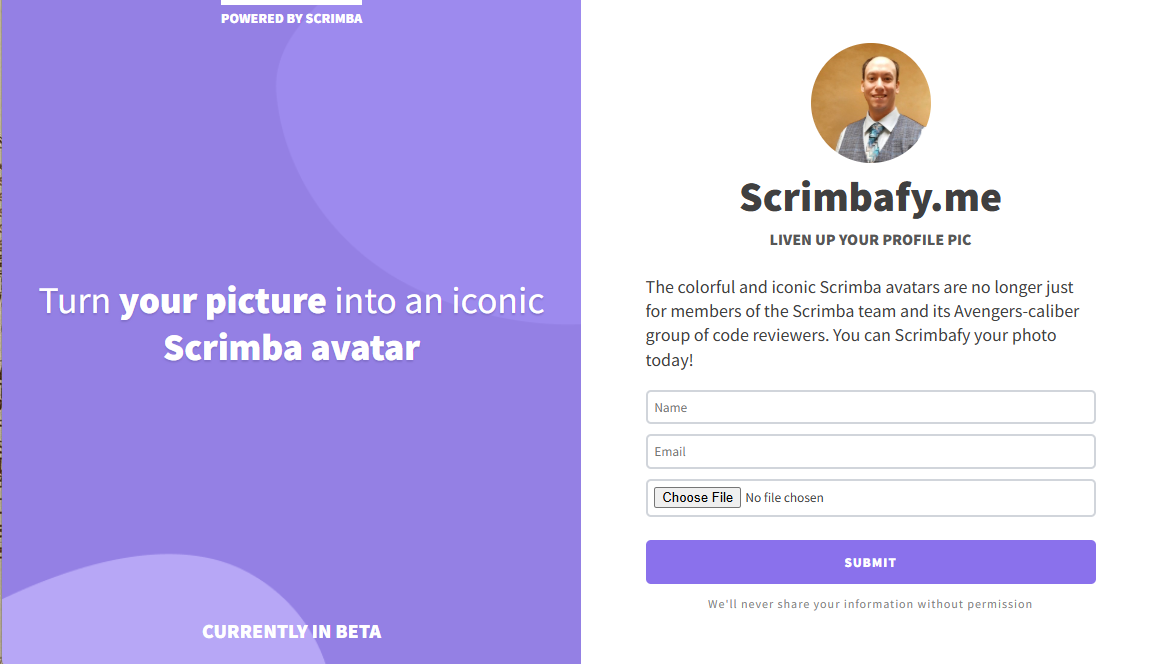 POWERED BY SCRIMBA
Turn your picture into an iconic
Scrimba avatar
CURRENTLY IN BETA
Scrimbafy.me
LIVEN UP YOUR PROFILE PIC
The colorful and iconic Scrimba avatars are no longer just
for members of the Scrimba team and its Avengers-caliber
group of code reviewers. You can Scrimbafy your photo
today!
Name
Email
Choose File No file chosen
SUBMIT
We'll never share your information without permission